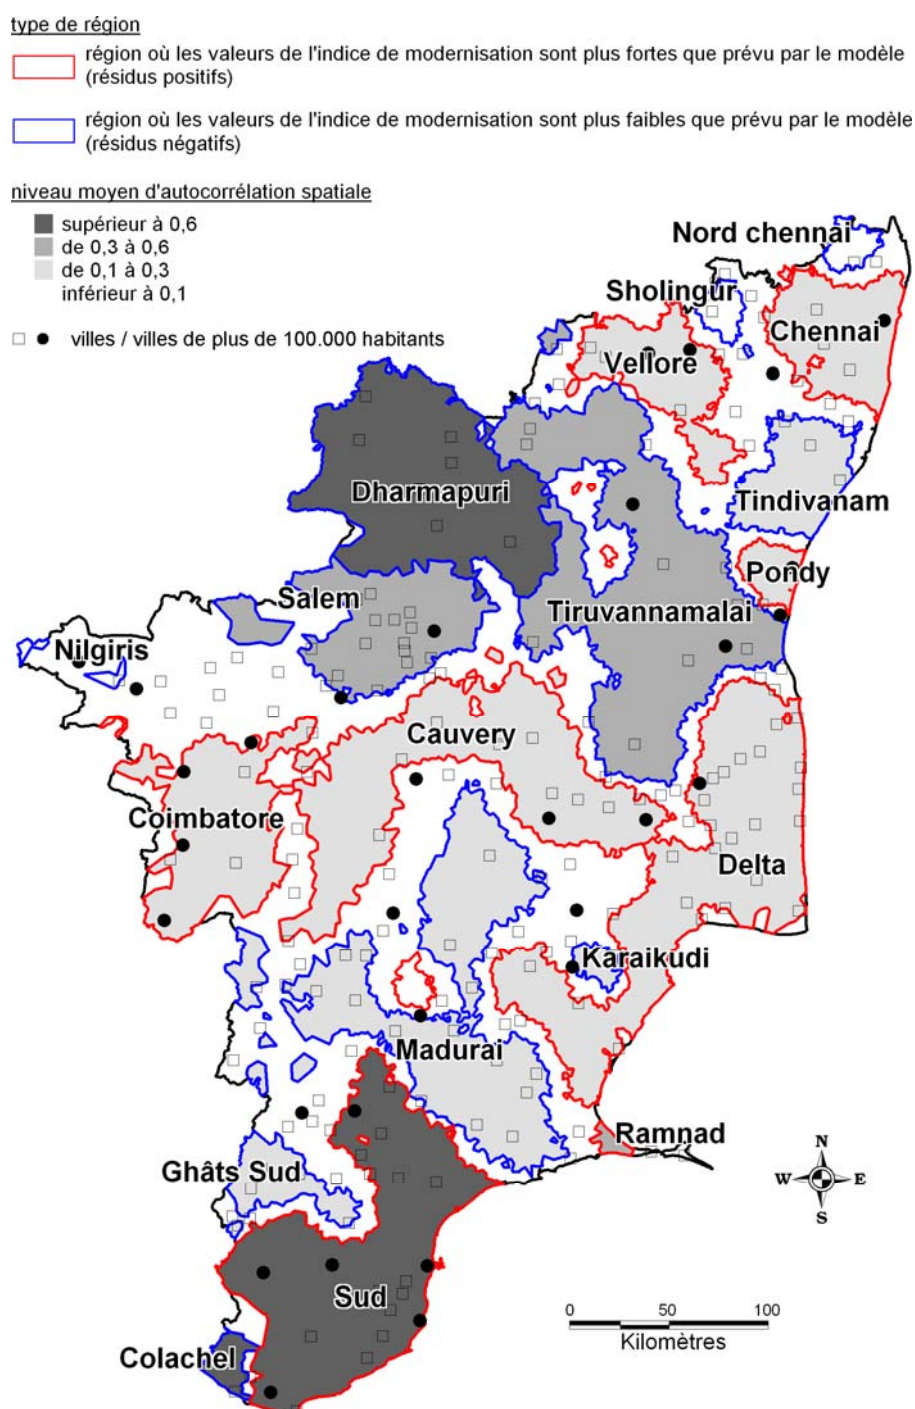 type de région
région où les valeurs de l'indice de modernisation sont plus fortes que prévu par le modèle
(résidus positifs)
région où les valeurs de l'indice de modernisation sont plus faibles que prévu par le modèle
(résidus négatifs)
niveau moyen d'autocorrélation spatiale
supérieur à 0,6
de 0,3 à 0,6
de 0,1 à 0,3
inférieur à 0,1
villes / villes de plus de 100.000 habitants
Nord chennai
Sholingur
Chennai
Vellore
Dharmapuri
Tindivanam
Pondy
Salem
Tiruvannamalai
Nilgiris
Cauvery
Coimbatore
Delta
Karaikudi
Madurai
Ramnad
Ghâts Sud
Sud
Colachel
N
W
E
S
0 50 100
Kilomètres